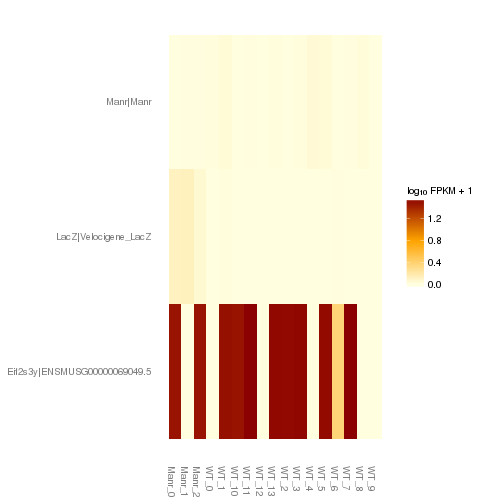 Manr|Manr
LacZ|Velocigene_LacZ
Eif2s3y|ENSMUSG00000069049.5
log10 FPKM + 1
1.2
0.8
0.4
0.0
Manr_0
Manr_1
Manr_2
WT_0
WT_1
WT_10
WT_11
WT_12
WT_13
WT_2
WT_3
WT_4
WT_5
WT_6
WT_7
WT_8
WT_9